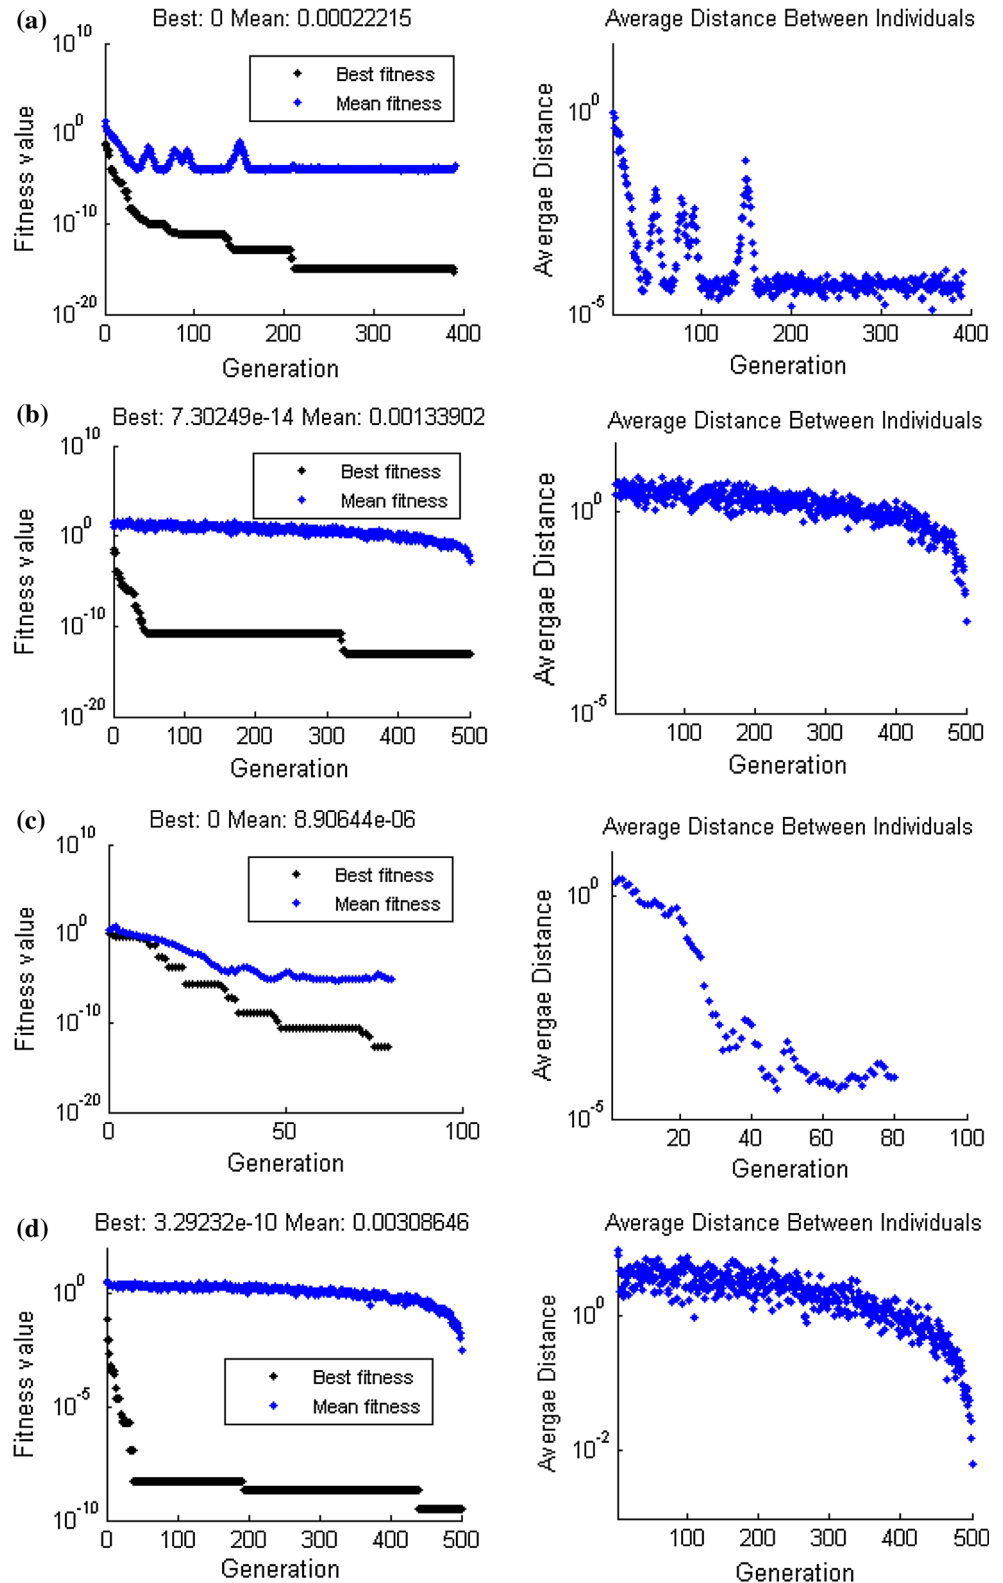 (a)
Best: 0 Mean: 0.00022215
10^10
10^0
10^-10
10^-20
Fitness value
Best fitness
Mean fitness
0 100 200 300 400
Generation
Average Distance Between Individuals
10^0
10^-5
Avergae Distance
100 200 300 400
Generation
(b)
Best: 7.30249e-14 Mean: 0.00133902
10^10
10^0
10^-10
10^-20
Fitness value
Best fitness
Mean fitness
0 100 200 300 400 500
Generation
Average Distance Between Individuals
10^0
10^-5
Avergae Distance
100 200 300 400 500
Generation
(c)
Best: 0 Mean: 8.90644e-06
10^10
10^0
10^-10
10^-20
Fitness value
Best fitness
Mean fitness
0 50 100
Generation
Average Distance Between Individuals
10^0
10^-5
Avergae Distance
20 40 60 80 100
Generation
(d)
Best: 3.29232e-10 Mean: 0.00308646
10^0
10^-5
10^-10
Fitness value
Best fitness
Mean fitness
0 100 200 300 400 500
Generation
Average Distance Between Individuals
10^0
10^-2
Avergae Distance
100 200 300 400 500
Generation